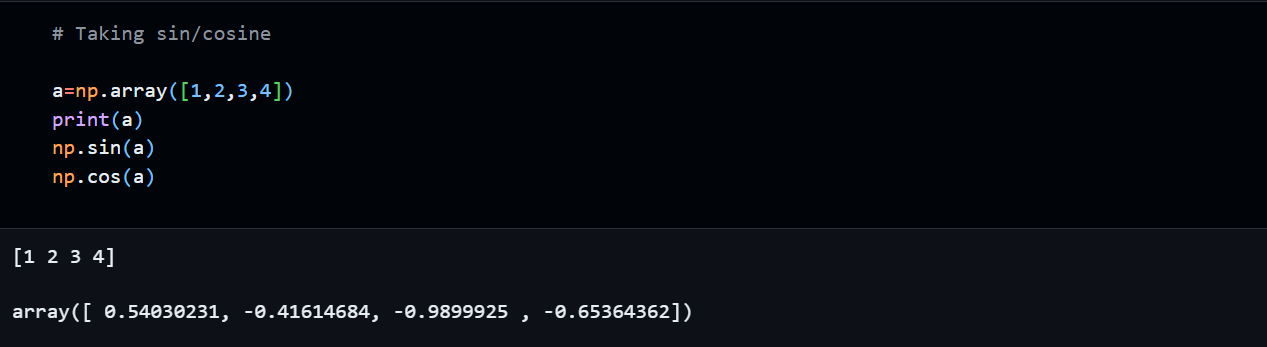 # Taking sin/cosine
a=np.array([1,2,3,4])
print(a)
np.sin(a)
np.cos(a)
[1 2 3 4]
array([ 0.54030231, -0.41614684, -0.9899925 , -0.65364362])